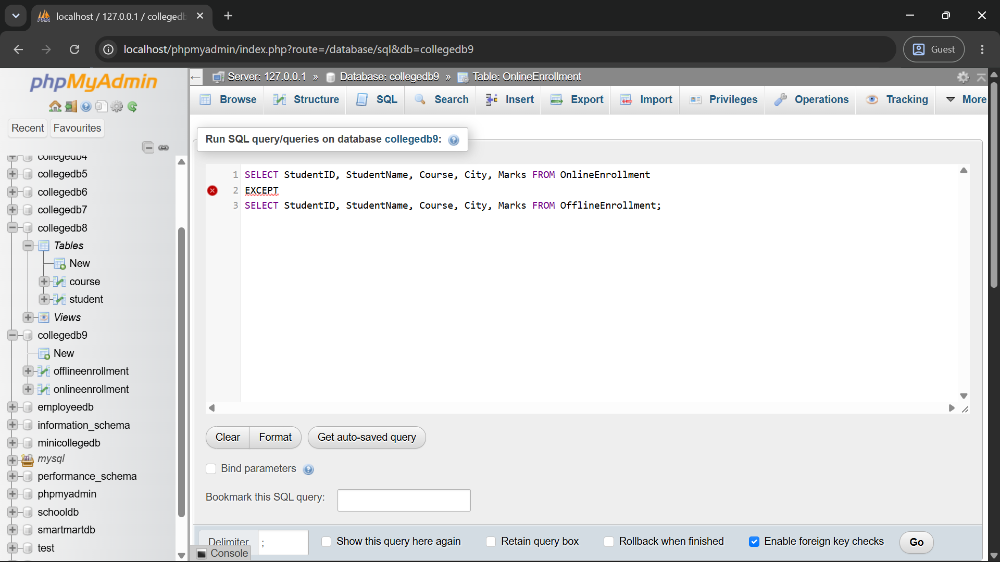 localhost / 127.0.0.1 / collegedb
localhost/phpmyadmin/index.php?route=/database/sql&db=collegedb9
Guest
phpMyAdmin
Recent
Favourites
collegedb4
collegedb5
collegedb6
collegedb7
collegedb8
Tables
New
course
student
Views
collegedb9
New
offlineenrollment
onlineenrollment
employeedb
information_schema
minicollegedb
mysql
performance_schema
phpmyadmin
schooldb
smartmartdb
test
Server: 127.0.0.1 » Database: collegedb9 » Table: OnlineEnrollment
Browse
Structure
SQL
Search
Insert
Export
Import
Privileges
Operations
Tracking
More
Run SQL query/queries on database collegedb9:
1 SELECT StudentID, StudentName, Course, City, Marks FROM OnlineEnrollment
2 EXCEPT
3 SELECT StudentID, StudentName, Course, City, Marks FROM OfflineEnrollment;
Clear
Format
Get auto-saved query
Bind parameters
Bookmark this SQL query:
Delimiter ;
Show this query here again
Retain query box
Rollback when finished
Enable foreign key checks
Go
Console